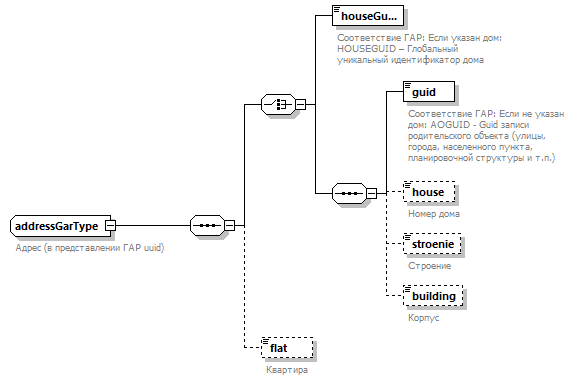 houseGu...
Соответствие ГАР: Если указан дом:
HOUSEGUID – Глобальный
уникальный идентификатор дома
guid
Соответствие ГАР: Если не указан
дом: AOGUID - Guid записи
родительского объекта (улицы,
города, населенного пункта,
планировочной структуры и т.п.)
house
Номер дома
addressGarType
Адрес (в представлении ГАР uuid)
stroenie
Строение
building
Корпус
flat
Квартира